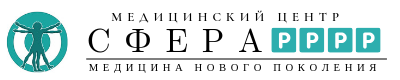 МЕДИЦИНСКИЙ ЦЕНТР
СФЕРА РРРР
МЕДИЦИНА НОВОГО ПОКОЛЕНИЯ